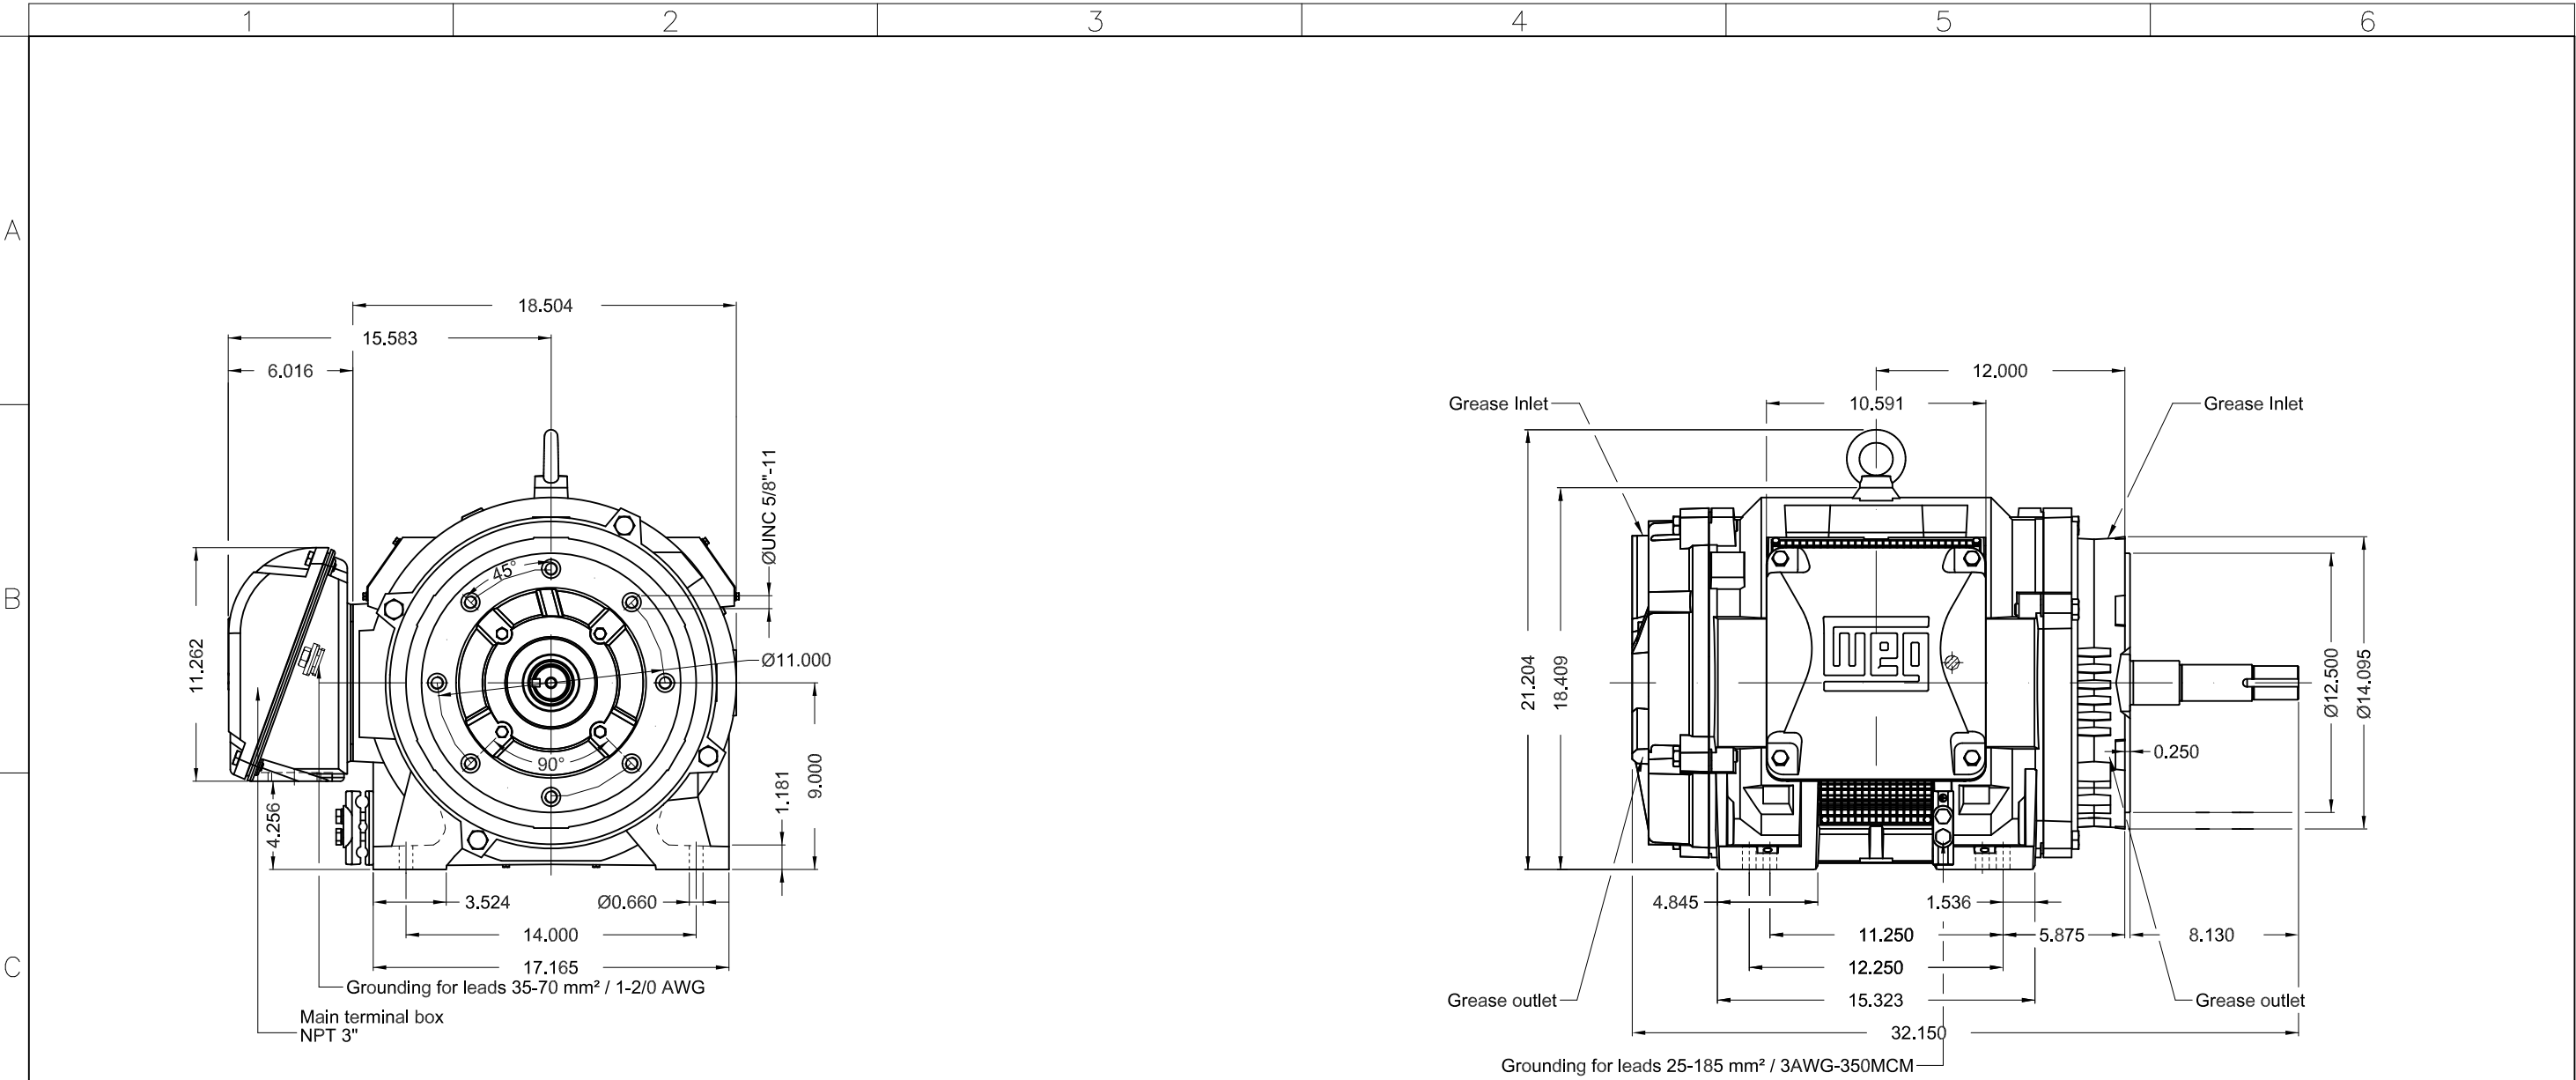 1 2 3 4 5 6
A
B
C
18.504
15.583
6.016
ØUNC 5/8"-11
45°
11.262
Ø11.000
90°
1.181
9.000
4.256
3.524
Ø0.660
14.000
17.165
Grounding for leads 35-70 mm² / 1-2/0 AWG
Main terminal box
NPT 3"
12.000
Grease Inlet
10.591
Grease Inlet
weg
21.204
18.409
Ø12.500
Ø14.095
0.250
4.845
1.536
11.250
5.875
8.130
12.250
Grease outlet
15.323
Grease outlet
32.150
Grounding for leads 25-185 mm² / 3AWG-350MCM